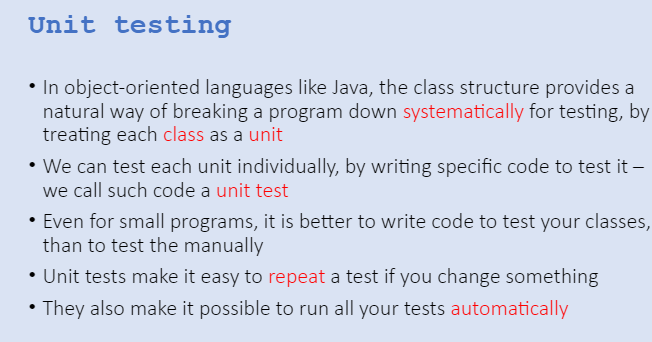 Unit testing
• In object-oriented languages like Java, the class structure provides a
natural way of breaking a program down systematically for testing, by
treating each class as a unit
• We can test each unit individually, by writing specific code to test it –
we call such code a unit test
• Even for small programs, it is better to write code to test your classes,
than to test the manually
• Unit tests make it easy to repeat a test if you change something
• They also make it possible to run all your tests automatically